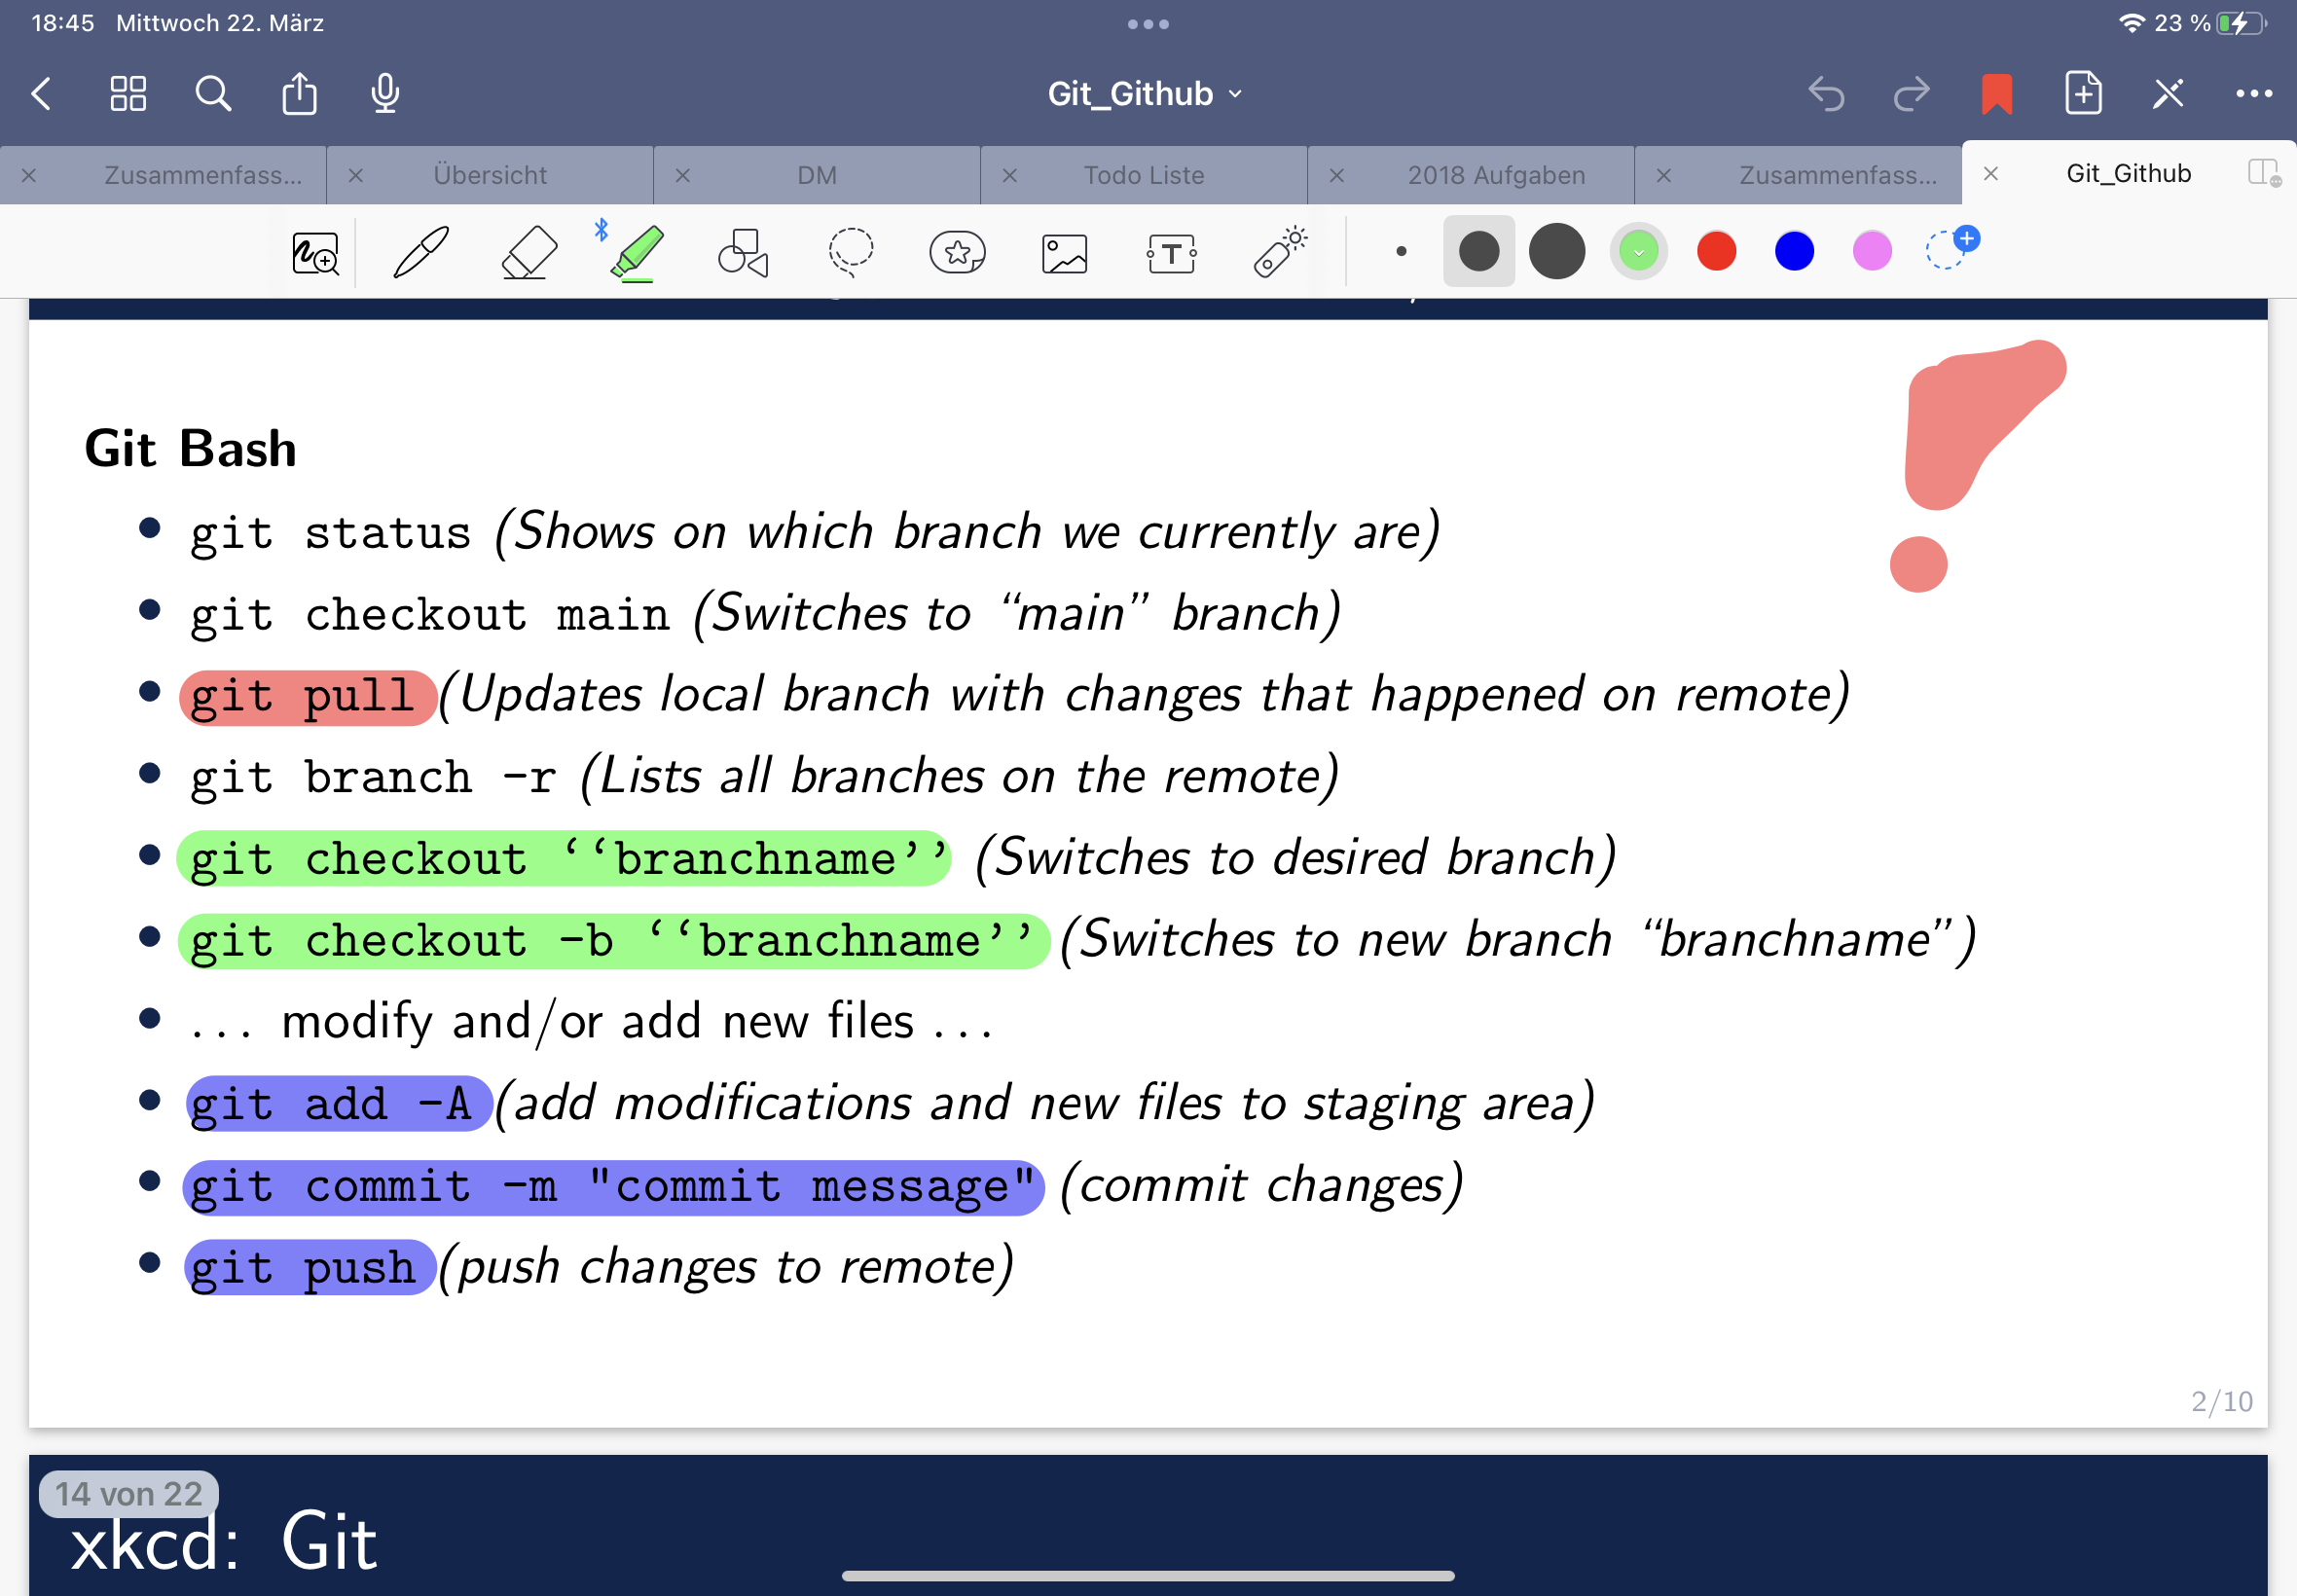 18:45 Mittwoch 22. März 23 %
Git_Github
Zusammenfass... Übersicht DM Todo Liste 2018 Aufgaben Zusammenfass... Git_Github
T
Git Bash
• git status (Shows on which branch we currently are)
• git checkout main (Switches to “main” branch)
• git pull (Updates local branch with changes that happened on remote)
• git branch -r (Lists all branches on the remote)
• git checkout ‘‘branchname’’ (Switches to desired branch)
• git checkout -b ‘‘branchname’’ (Switches to new branch “branchname”)
• ... modify and/or add new files ...
• git add -A (add modifications and new files to staging area)
• git commit -m "commit message" (commit changes)
• git push (push changes to remote)
2/10
14 von 22
xkcd: Git